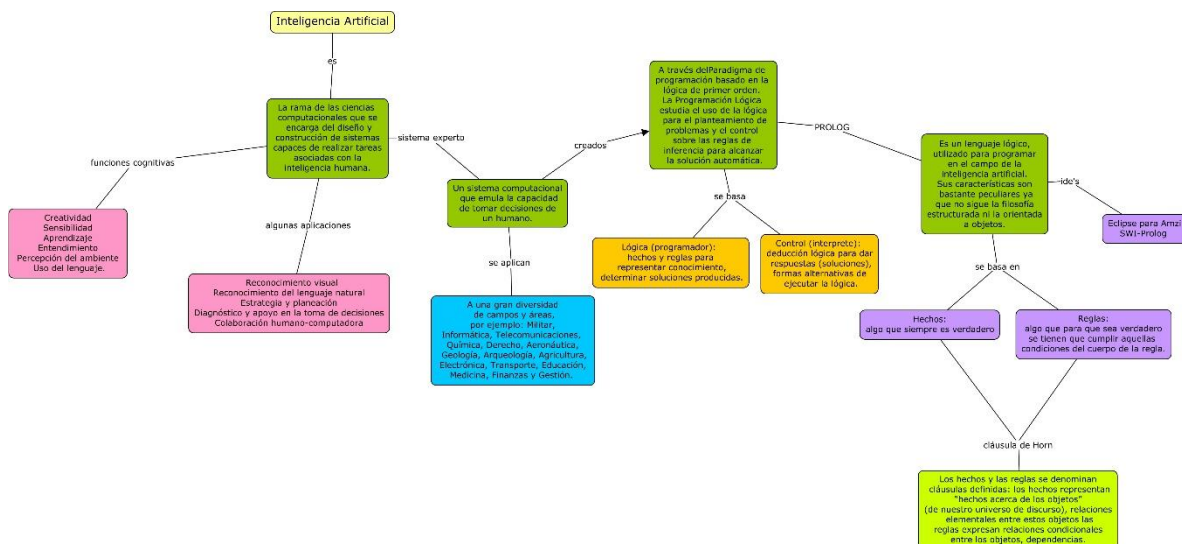 Inteligencia Artificial
es
La rama de las ciencias
computacionales que se
encarga del diseño y
construcción de sistemas
capaces de realizar tareas
asociadas con la
inteligencia humana.
funciones cognitivas
Creatividad
Sensibilidad
Aprendizaje
Entendimiento
Percepción del ambiente
Uso del lenguaje.
algunas aplicaciones
Reconocimiento visual
Reconocimiento del lenguaje natural
Estrategia y planeación
Diagnóstico y apoyo en la toma de decisiones
Colaboración humano-computadora
sistema experto
Un sistema computacional
que emula la capacidad
de tomar decisiones de
un humano.
se aplican
A una gran diversidad
de campos y áreas,
por ejemplo: Militar,
Informática, Telecomunicaciones,
Química, Derecho, Aeronáutica,
Geología, Arqueología, Agricultura,
Electrónica, Transporte, Educación,
Medicina, Finanzas y Gestión.
creados
A través delParadigma de
programación basado en la
lógica de primer orden.
La Programación Lógica
estudia el uso de la lógica
para el planteamiento de
problemas y el control
sobre las reglas de
inferencia para alcanzar
la solución automática.
se basa
Lógica (programador):
hechos y reglas para
representar conocimiento,
determinar soluciones producidas.
Control (interprete):
deducción lógica para dar
respuestas (soluciones),
formas alternativas de
ejecutar la lógica.
PROLOG
Es un lenguaje lógico,
utilizado para programar
en el campo de la
inteligencia artificial.
Sus características son
bastante peculiares ya
que no sigue la filosofía
estructurada ni la orientada
a objetos.
ide's
Eclipse para Amzi
SWI-Prolog
se basa en
Hechos:
algo que siempre es verdadero
Reglas:
algo que para que sea verdadero
se tienen que cumplir aquellas
condiciones del cuerpo de la regla.
cláusula de Horn
Los hechos y las reglas se denominan
cláusulas definidas: los hechos representan
"hechos acerca de los objetos"
(de nuestro universo de discurso), relaciones
elementales entre estos objetos las
reglas expresan relaciones condicionales
entre los objetos, dependencias.